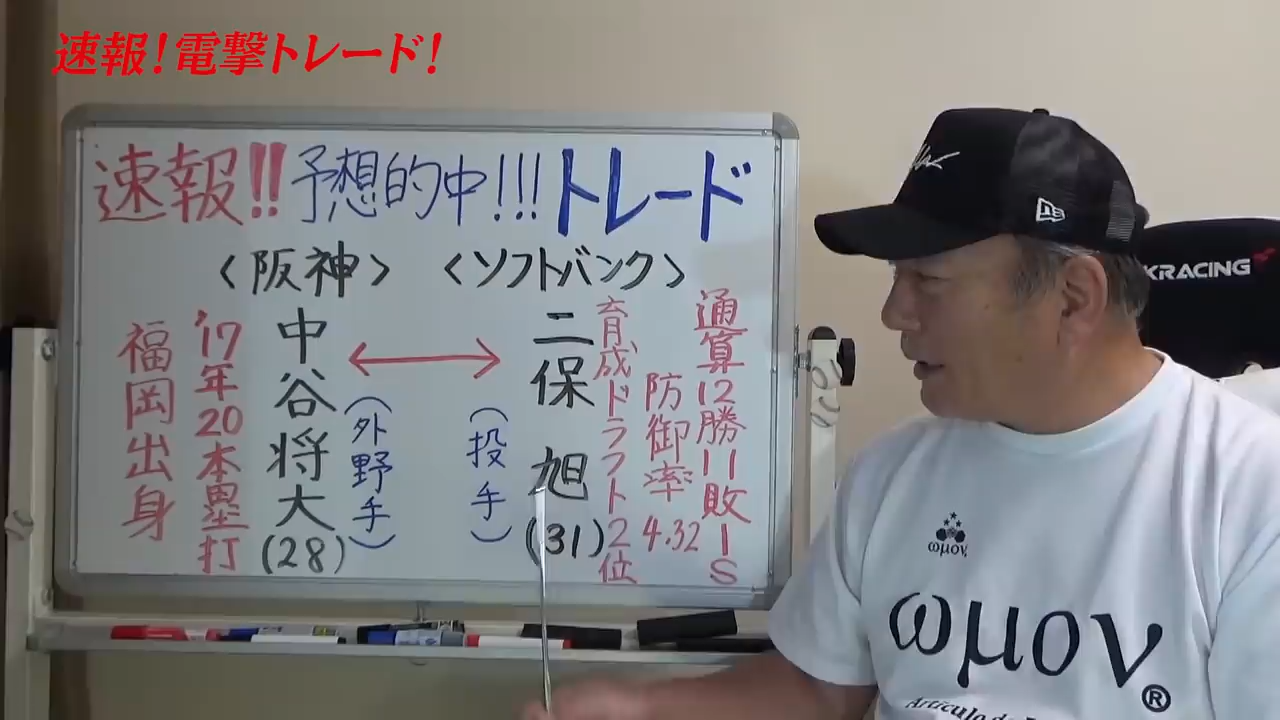 速報!電撃トレード!
速報!!予想的中!!!トレード
〈阪神〉〈ソフトバンク〉
通算12勝11敗1S
防御率4.32
育成ドラフト2位
二保旭(31)
(投手)
(外野手)
中谷将大(28)
'17年20本塁打
福岡出身
KRACING
ωμον
ωμον®